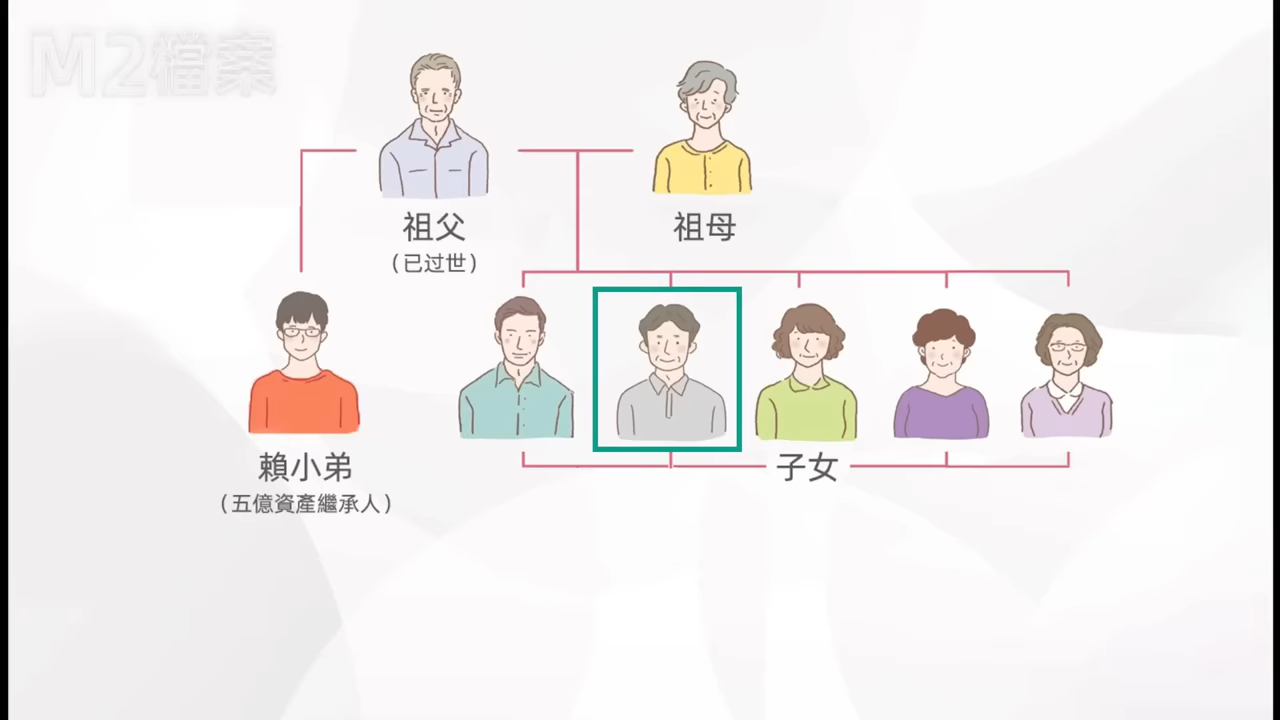 M2檔案
祖父
（已过世）
祖母
賴小弟
（五億資產繼承人）
子女